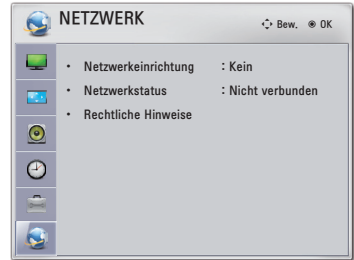 NETZWERK
Bew. OK
• Netzwerkeinrichtung : Kein
• Netzwerkstatus : Nicht verbunden
• Rechtliche Hinweise